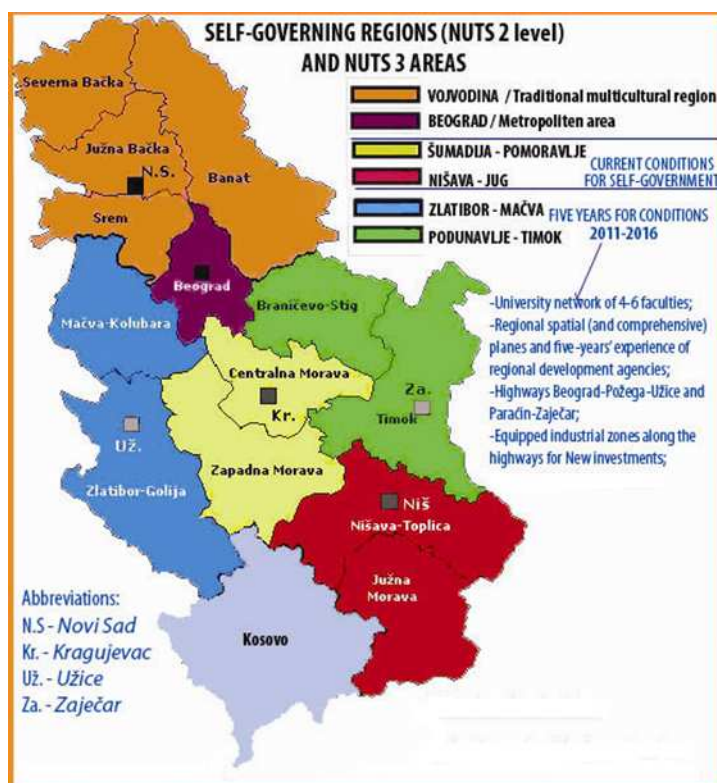 SELF-GOVERNING REGIONS (NUTS 2 level)
AND NUTS 3 AREAS
VOJVODINA / Traditional multicultural region
BEOGRAD / Metropoliten area
ŠUMADIJA - POMORAVLJE
NIŠAVA - JUG
CURRENT CONDITIONS
FOR SELF-GOVERNMENT
ZLATIBOR - MAČVA
PODUNAVLJE - TIMOK
FIVE YEARS FOR CONDITIONS
2011-2016
-University network of 4-6 faculties;
-Regional spatial (and comprehensive)
planes and five-years' experience of
regional development agencies;
-Highways Beograd-Požega-Užice and
Paraćin-Zaječar;
-Equipped industrial zones along the
highways for New investments;
Severna Bačka
Južna Bačka
N.S.
Banat
Srem
Beograd
Mačva-Kolubara
Braničevo-Stig
Centralna Morava
Kr.
Za.
Timok
Už.
Zapadna Morava
Zlatibor-Golija
Niš
Nišava-Toplica
Južna
Morava
Kosovo
Abbreviations:
N.S - Novi Sad
Kr. - Kragujevac
Už. - Užice
Za. - Zaječar